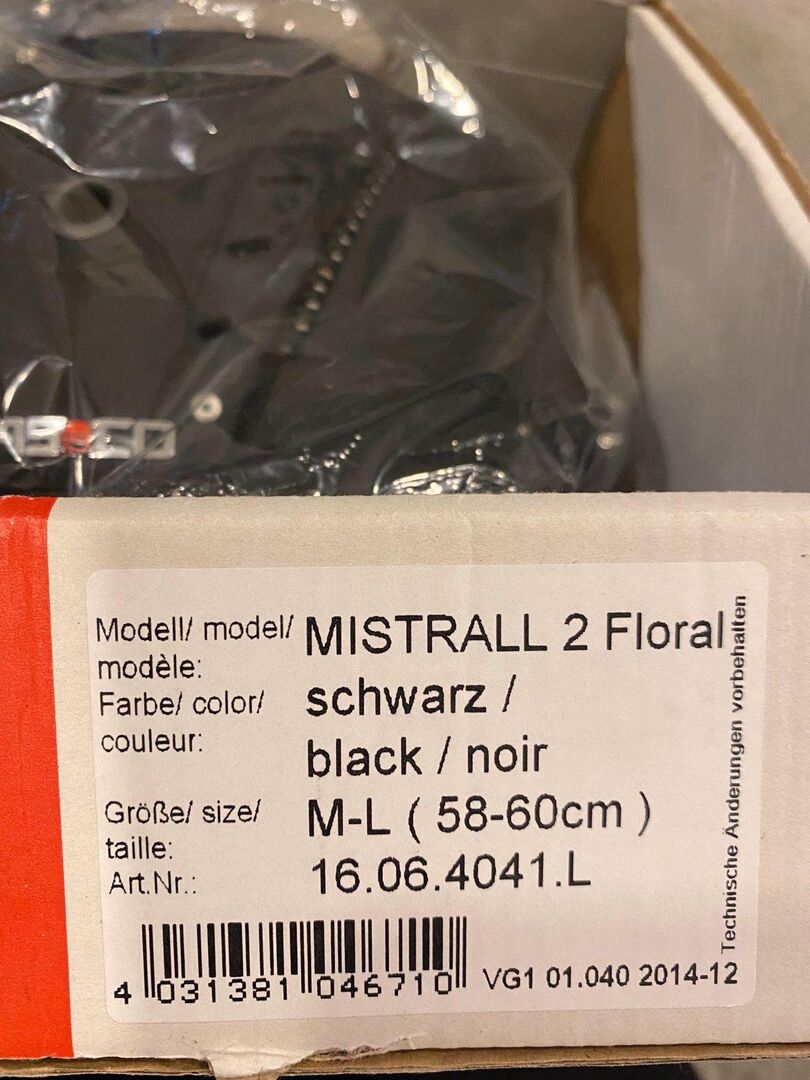 Modell/ model/ MISTRALL 2 Floral
modèle:
Farbe/ color/ schwarz /
couleur: black / noir
Größe/ size/ M-L ( 58-60cm )
taille:
Art.Nr.: 16.06.4041.L
4 031381 046710 VG1 01.040 2014-12
Technische Änderungen vorbehalten